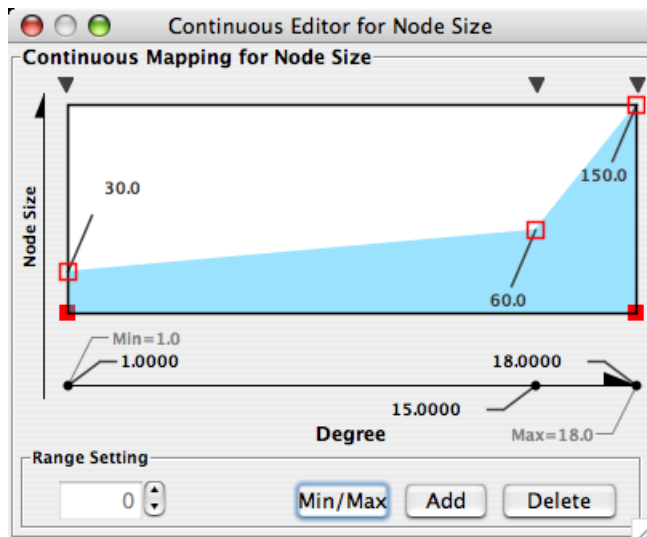 Continuous Editor for Node Size
Continuous Mapping for Node Size
Node Size
30.0
150.0
60.0
Min=1.0
1.0000
18.0000
15.0000
Degree
Max=18.0
Range Setting
0
Min/Max
Add
Delete